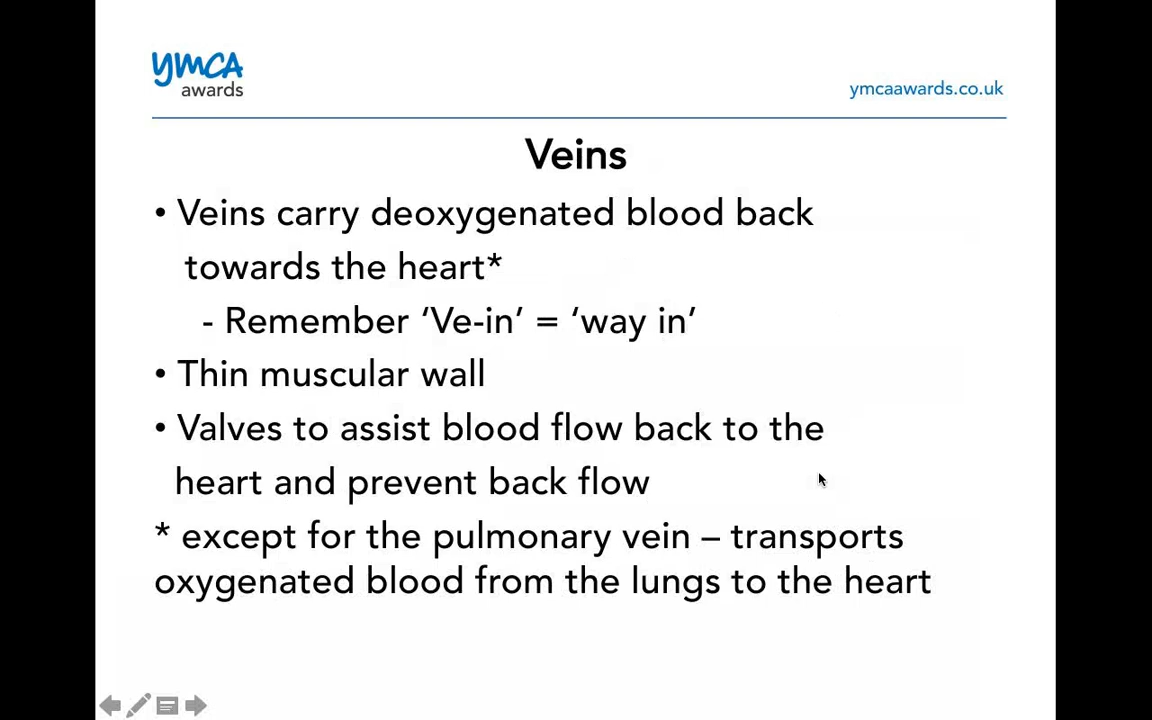 ymca
awards
ymcaawards.co.uk
Veins
• Veins carry deoxygenated blood back
towards the heart*
- Remember ‘Ve-in’ = ‘way in’
• Thin muscular wall
• Valves to assist blood flow back to the
heart and prevent back flow
* except for the pulmonary vein – transports
oxygenated blood from the lungs to the heart